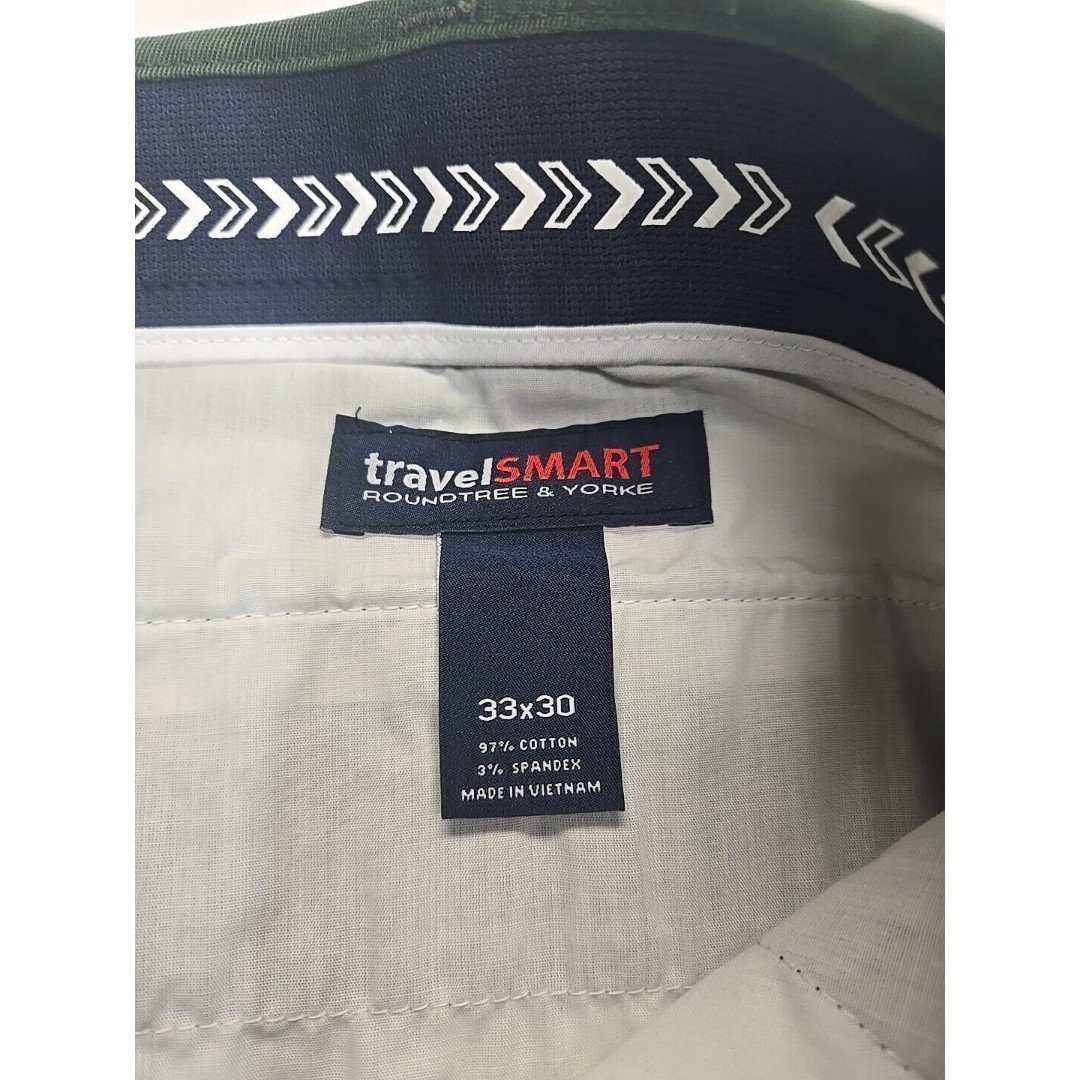 travelSMART
ROUNDTREE & YORKE
33x30
97% COTTON
3% SPANDEX
MADE IN VIETNAM